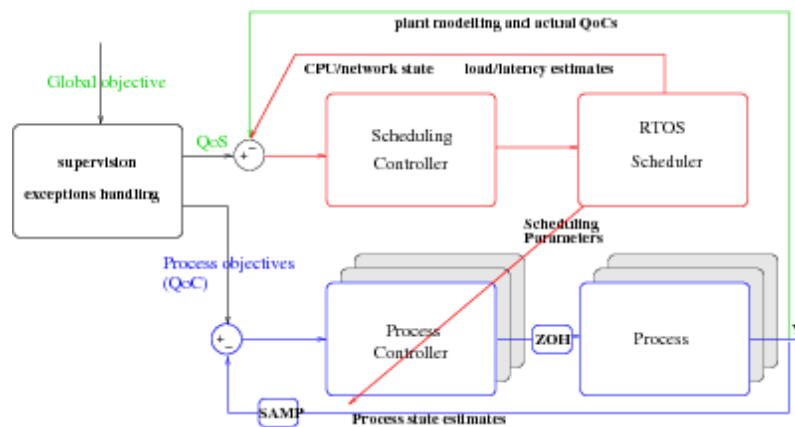 plant modelling and actual QoCs
CPU/network state load/latency estimates
Global objective
QoS
+ -
supervision
exceptions handling
Scheduling
Controller
RTOS
Scheduler
Scheduling
Parameters
Process objectives
(QoC)
+ -
Process
Controller
ZOH
Process
SAMP
Process state estimates